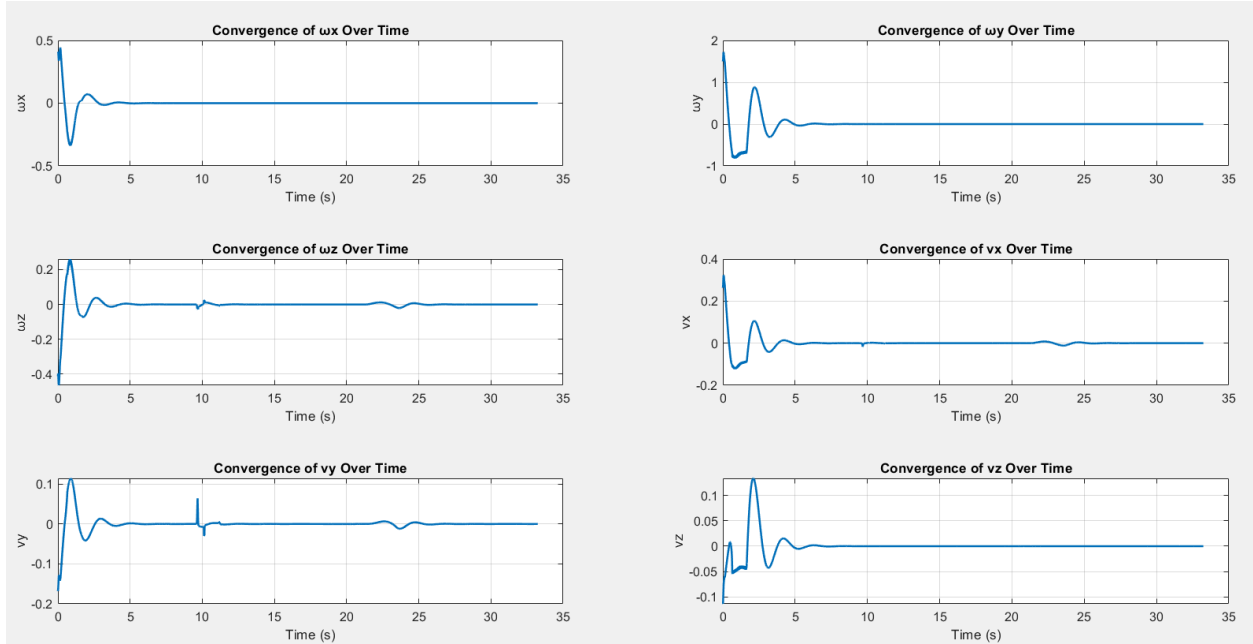 Convergence of ωx Over Time
0.5
0
-0.5
ωx
0 5 10 15 20 25 30 35
Time (s)
Convergence of ωy Over Time
2
1
0
-1
ωy
0 5 10 15 20 25 30 35
Time (s)
Convergence of ωz Over Time
0.2
0
-0.2
-0.4
ωz
0 5 10 15 20 25 30 35
Time (s)
Convergence of vx Over Time
0.4
0.2
0
-0.2
vx
0 5 10 15 20 25 30 35
Time (s)
Convergence of vy Over Time
0.1
0
-0.1
-0.2
vy
0 5 10 15 20 25 30 35
Time (s)
Convergence of vz Over Time
0.1
0.05
0
-0.05
-0.1
vz
0 5 10 15 20 25 30 35
Time (s)